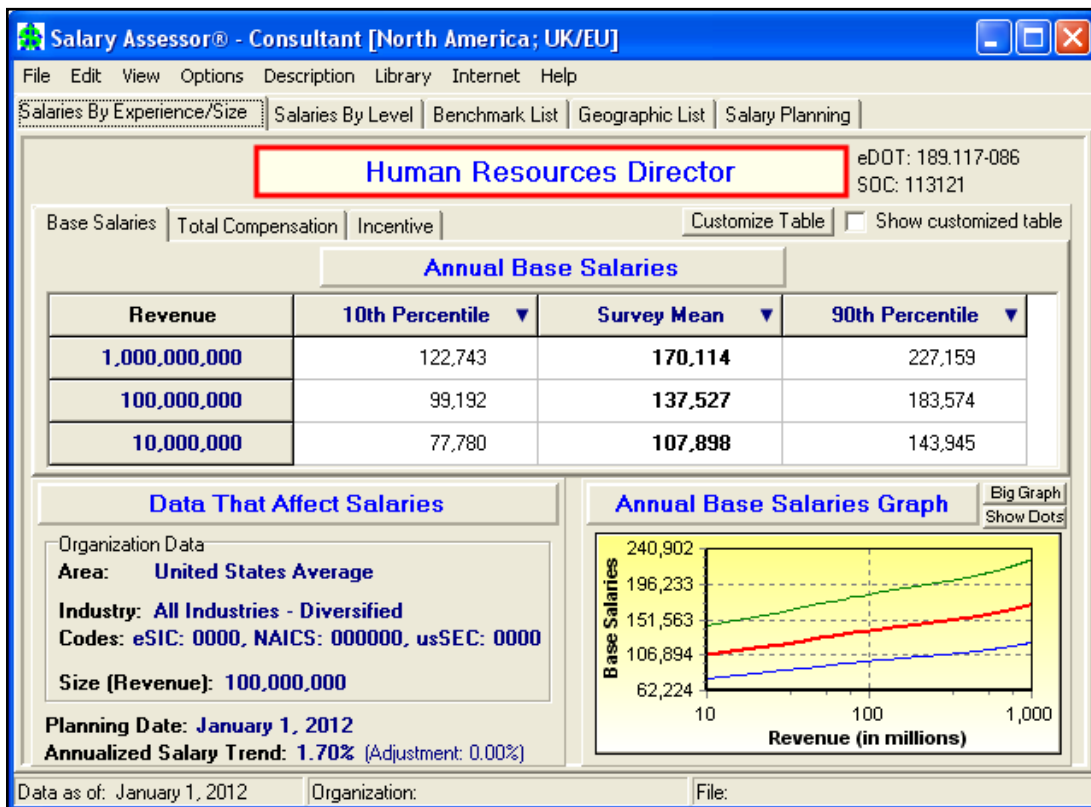 Salary Assessor® - Consultant [North America; UK/EU]
File Edit View Options Description Library Internet Help
Salaries By Experience/Size Salaries By Level Benchmark List Geographic List Salary Planning
Human Resources Director
eDOT: 189.117-086
SOC: 113121
Base Salaries Total Compensation Incentive Customize Table Show customized table
Annual Base Salaries
Revenue 10th Percentile ▼ Survey Mean ▼ 90th Percentile ▼
1,000,000,000 122,743 170,114 227,159
100,000,000 99,192 137,527 183,574
10,000,000 77,780 107,898 143,945
Data That Affect Salaries
Organization Data
Area: United States Average
Industry: All Industries - Diversified
Codes: eSIC: 0000, NAICS: 000000, usSEC: 0000
Size (Revenue): 100,000,000
Planning Date: January 1, 2012
Annualized Salary Trend: 1.70% (Adjustment: 0.00%)
Annual Base Salaries Graph
Big Graph
Show Dots
Base Salaries
240,902
196,233
151,563
106,894
62,224
10 100 1,000
Revenue (in millions)
Data as of: January 1, 2012 Organization: File: